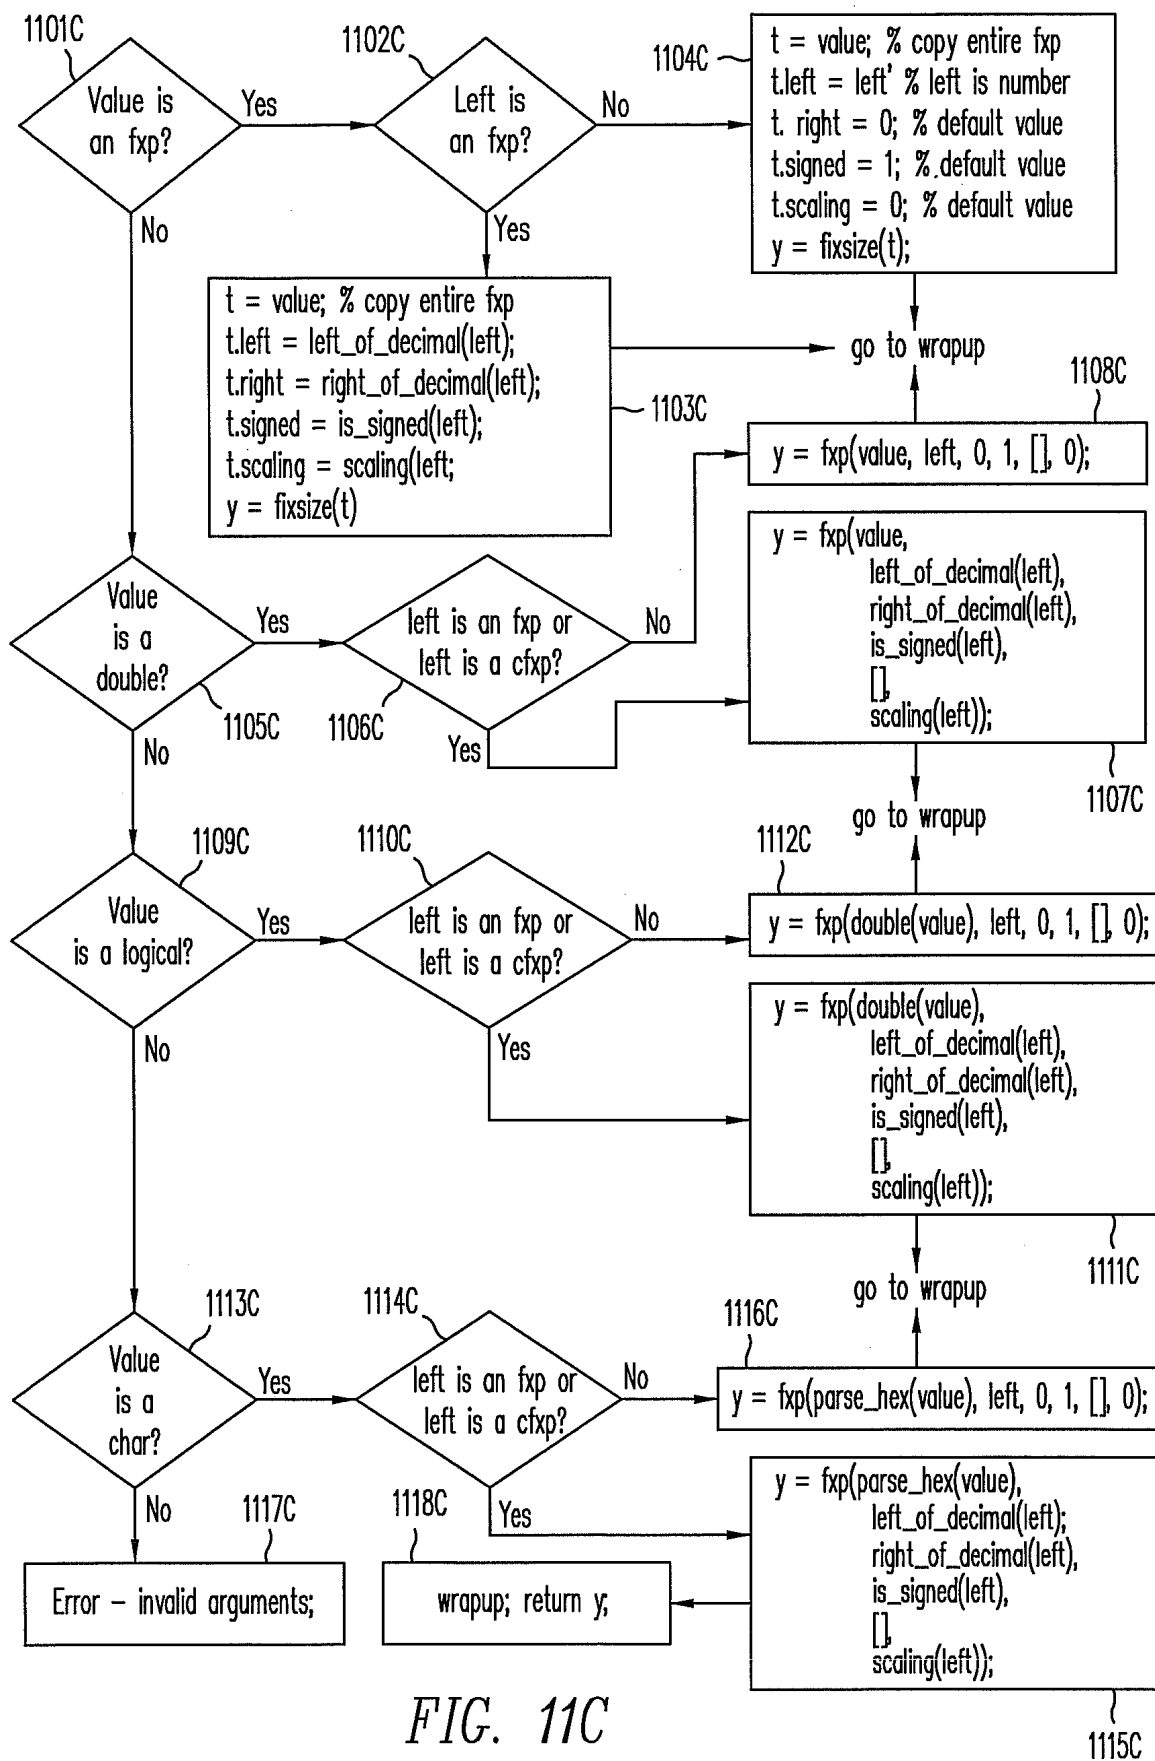 1101C
Value is
an fxp?
Yes
No
1102C
Left is
an fxp?
No
Yes
1104C
t = value; % copy entire fxp
t.left = left' % left is number
t. right = 0; % default value
t.signed = 1; % default value
t.scaling = 0; % default value
y = fixsize(t);
t = value; % copy entire fxp
t.left = left_of_decimal(left);
t.right = right_of_decimal(left);
t.signed = is_signed(left);
t.scaling = scaling(left;
y = fixsize(t)
1103C
go to wrapup
1108C
y = fxp(value, left, 0, 1, [], 0);
Value
is a
double?
Yes
1105C
No
left is an fxp or
left is a cfxp?
No
1106C
Yes
y = fxp(value,
left_of_decimal(left),
right_of_decimal(left),
is_signed(left),
[],
scaling(left));
1107C
go to wrapup
1109C
Value
is a logical?
Yes
No
1110C
left is an fxp or
left is a cfxp?
No
Yes
1112C
y = fxp(double(value), left, 0, 1, [], 0);
y = fxp(double(value),
left_of_decimal(left),
right_of_decimal(left),
is_signed(left),
[],
scaling(left));
1111C
go to wrapup
1113C
Value
is a
char?
Yes
No
1114C
left is an fxp or
left is a cfxp?
No
Yes
1116C
y = fxp(parse_hex(value), left, 0, 1, [], 0);
y = fxp(parse_hex(value),
left_of_decimal(left;
right_of_decimal(left),
is_signed(left),
[],
scaling(left));
1115C
1117C
Error – invalid arguments;
1118C
wrapup; return y;
FIG. 11C